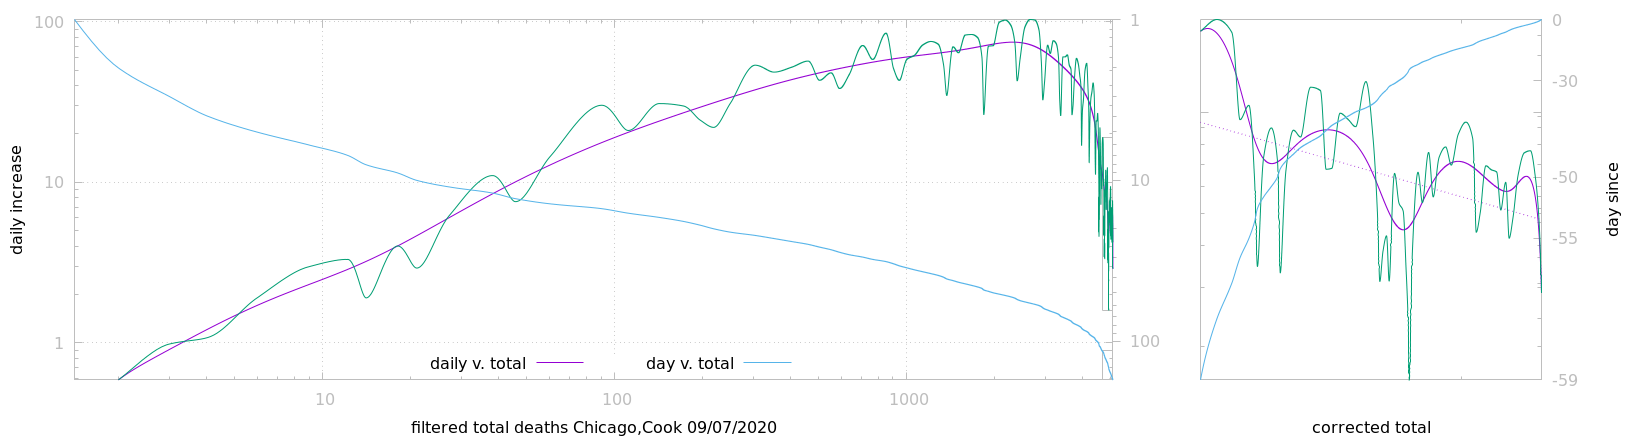 100
10
1
daily increase
10
100
1000
daily v. total
day v. total
filtered total deaths Chicago,Cook 09/07/2020
1
10
100
0
-30
-50
-55
-59
day since
corrected total